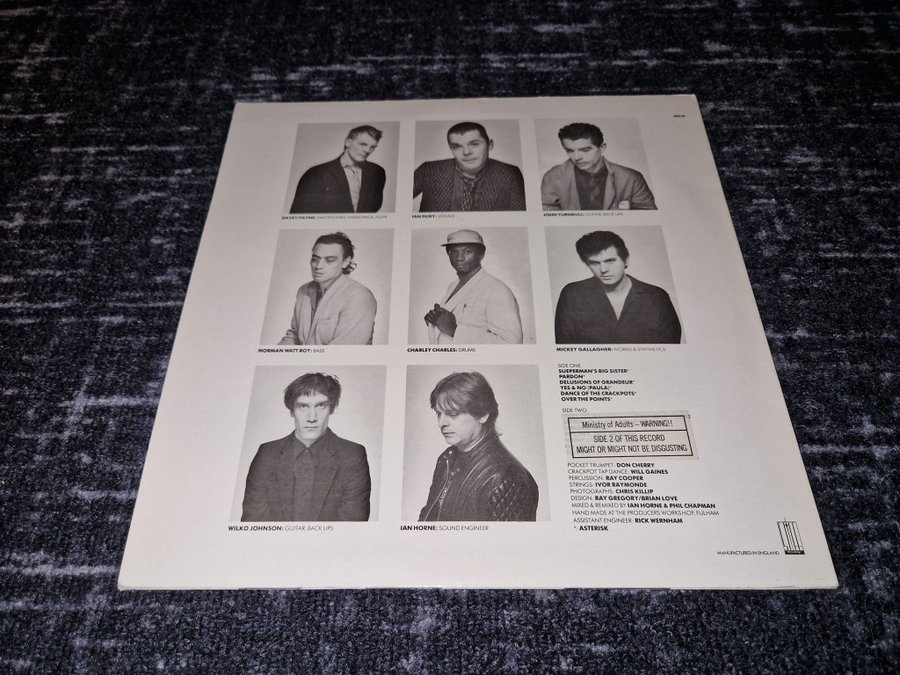 DAVEY PAYNE: SAXOPHONES, HARMONICA,
IAN DURY: VOCALS
JOHN TURNBULL: GUITAR, BACK UPS
NORMAN WATT ROY: BASS
CHARLEY CHARLES: DRUMS
MICKEY GALLAGHER: IVORIES & SYNTHETICS
WILKO JOHNSON: GUITAR, BACK UPS
IAN HORNE: SOUND ENGINEER
SIDE ONE
SUEPERMAN'S BIG SISTER*
PARDON*
DELUSIONS OF GRANDEUR*
YES & NO (PAULA)*
DANCE OF THE CRACKPOTS*
OVER THE POINTS*
SIDE TWO
Ministry of Adults – WARNING!!
SIDE 2 OF THIS RECORD
MIGHT OR MIGHT NOT BE DISGUSTING
POCKET TRUMPET: DON CHERRY
CRACKPOT TAP DANCE: WILL GAINES
PERCUSSION: RAY COOPER
STRINGS: IVOR RAYMONDE
PHOTOGRAPHS: CHRIS KILLIP
DESIGN: RAY GREGORY/BRIAN LOVE
MIXED & REMIXED BY IAN HORNE & PHIL CHAPMAN
HAND MADE AT THE PRODUCERS WORKSHOP, FULHAM
ASSISTANT ENGINEER: RICK WERNHAM
*: ASTERISK
MANUFACTURED IN ENGLAND